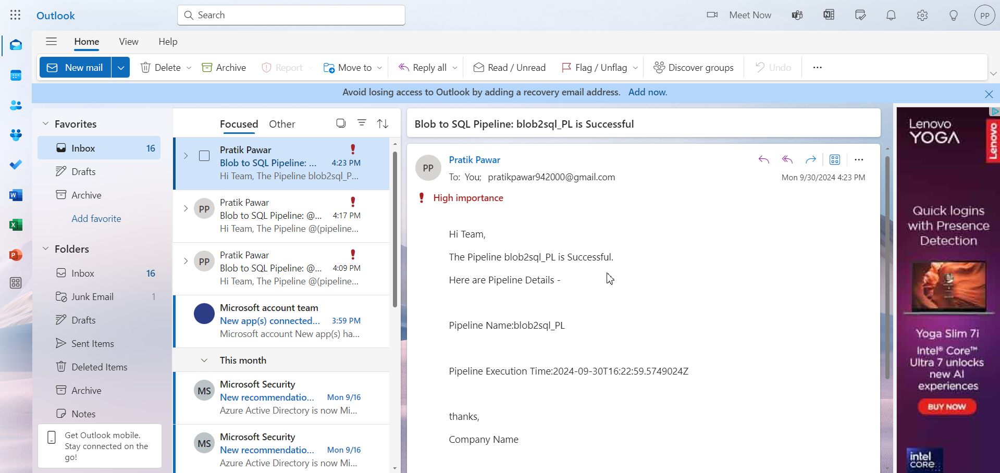 Outlook
Search
Meet Now
PP
Home View Help
New mail Delete Archive Report Move to Reply all Read / Unread Flag / Unflag Discover groups Undo ...
Avoid losing access to Outlook by adding a recovery email address. Add now.
Favorites
Inbox 16
Drafts
Archive
Add favorite
Folders
Inbox 16
Junk Email 1
Drafts
Sent Items
Deleted Items
Archive
Notes
Get Outlook mobile.
Stay connected on the
go!
Focused Other
Pratik Pawar
Blob to SQL Pipeline: ... 4:23 PM
Hi Team, The Pipeline blob2sql_P...
PP
Pratik Pawar
Blob to SQL Pipeline: @... 4:17 PM
Hi Team, The Pipeline @(pipeline...
PP
Pratik Pawar
Blob to SQL Pipeline: @... 4:09 PM
Hi Team, The Pipeline @(pipeline...
Microsoft account team
New app(s) connected... 3:59 PM
Microsoft account New app(s) ha...
This month
MS
Microsoft Security
New recommendatio... Mon 9/16
Azure Active Directory is now Mi...
MS
Microsoft Security
New recommendatio... Mon 9/16
Azure Active Directory is now Mi...
Blob to SQL Pipeline: blob2sql_PL is Successful
PP
Pratik Pawar
To: You; pratikpawar942000@gmail.com
Mon 9/30/2024 4:23 PM
High importance
Hi Team,
The Pipeline blob2sql_PL is Successful.
Here are Pipeline Details -
Pipeline Name:blob2sql_PL
Pipeline Execution Time:2024-09-30T16:22:59.5749024Z
thanks,
Company Name
Lenovo
YOGA
Lenovo
Quick logins
with Presence
Detection
Yoga Slim 7i
Intel® Core™
Ultra 7 unlocks
new AI
experiences
BUY NOW
intel
CORE